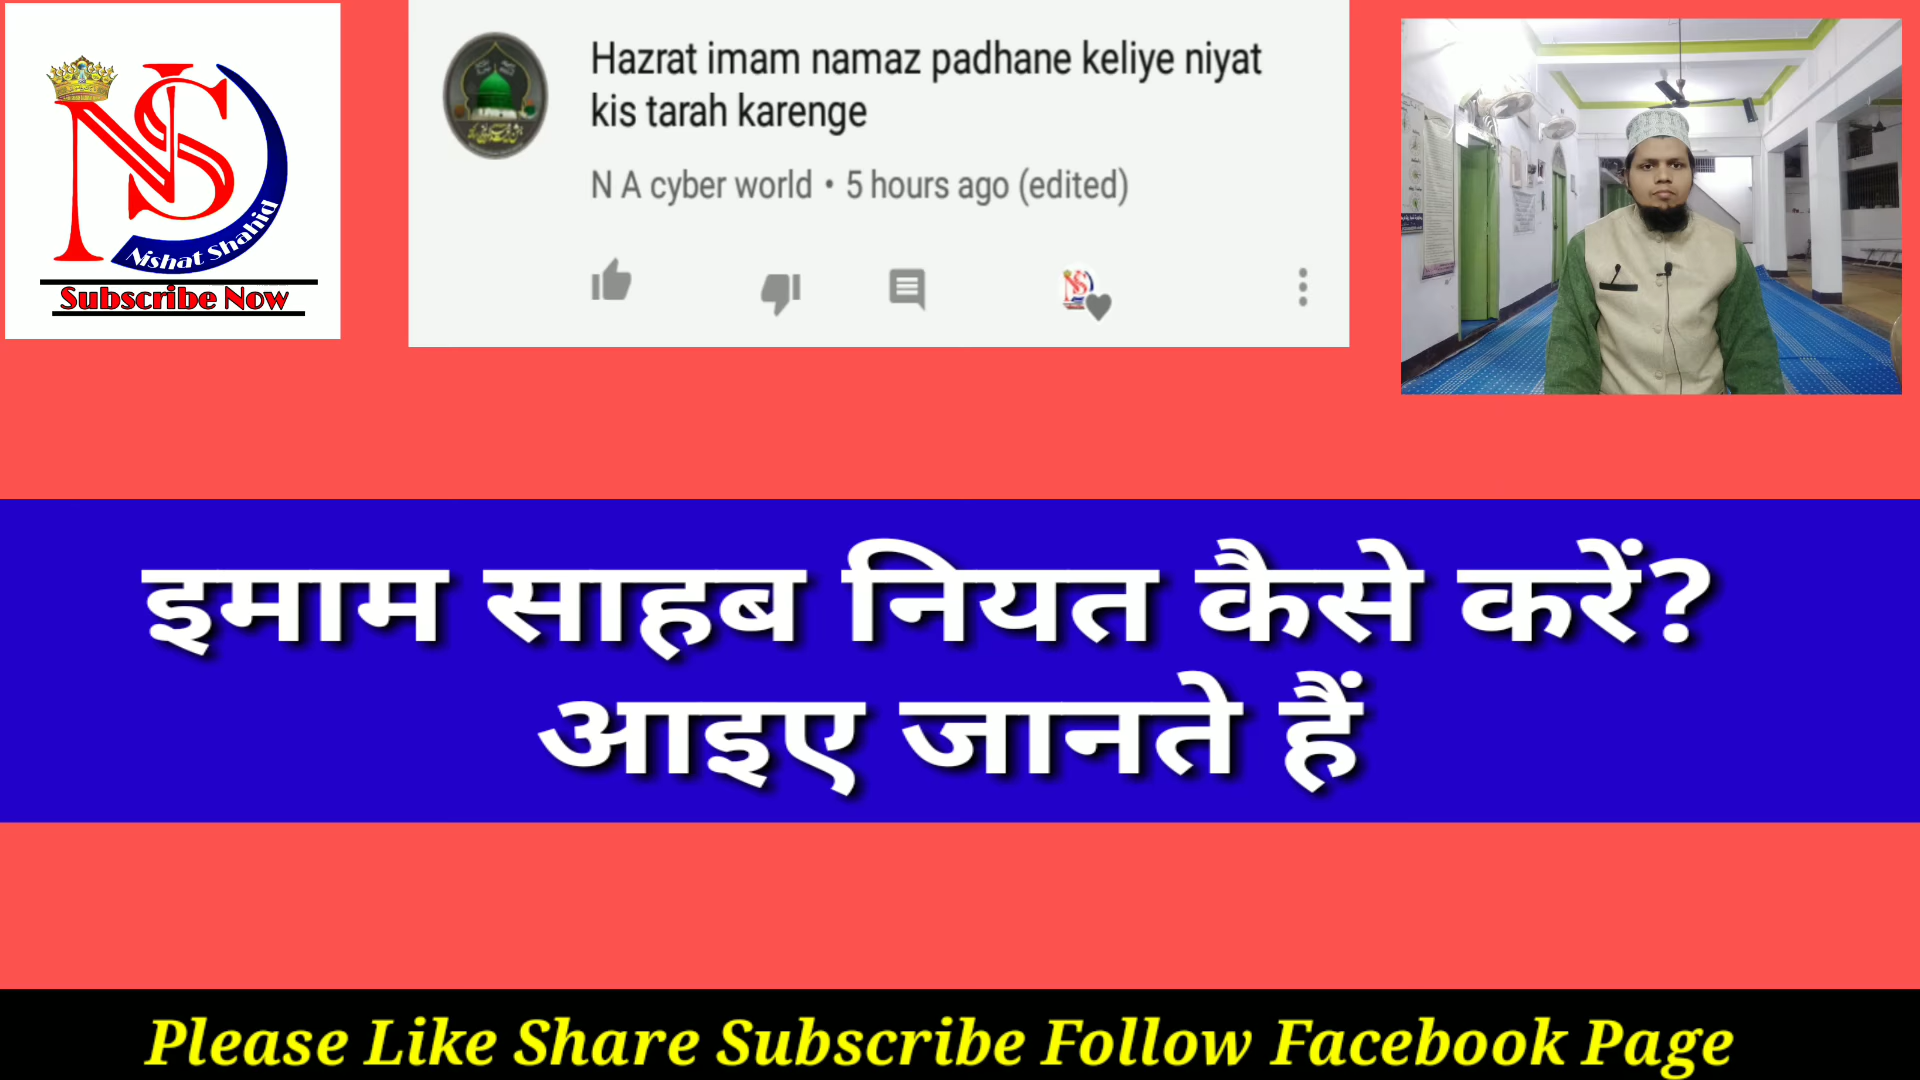 NS
Nishat Shahid
Subscribe Now
Hazrat imam namaz padhane keliye niyat
kis tarah karenge
N A cyber world • 5 hours ago (edited)
इमाम साहब नियत कैसे करें?
आइए जानते हैं
Please Like Share Subscribe Follow Facebook Page